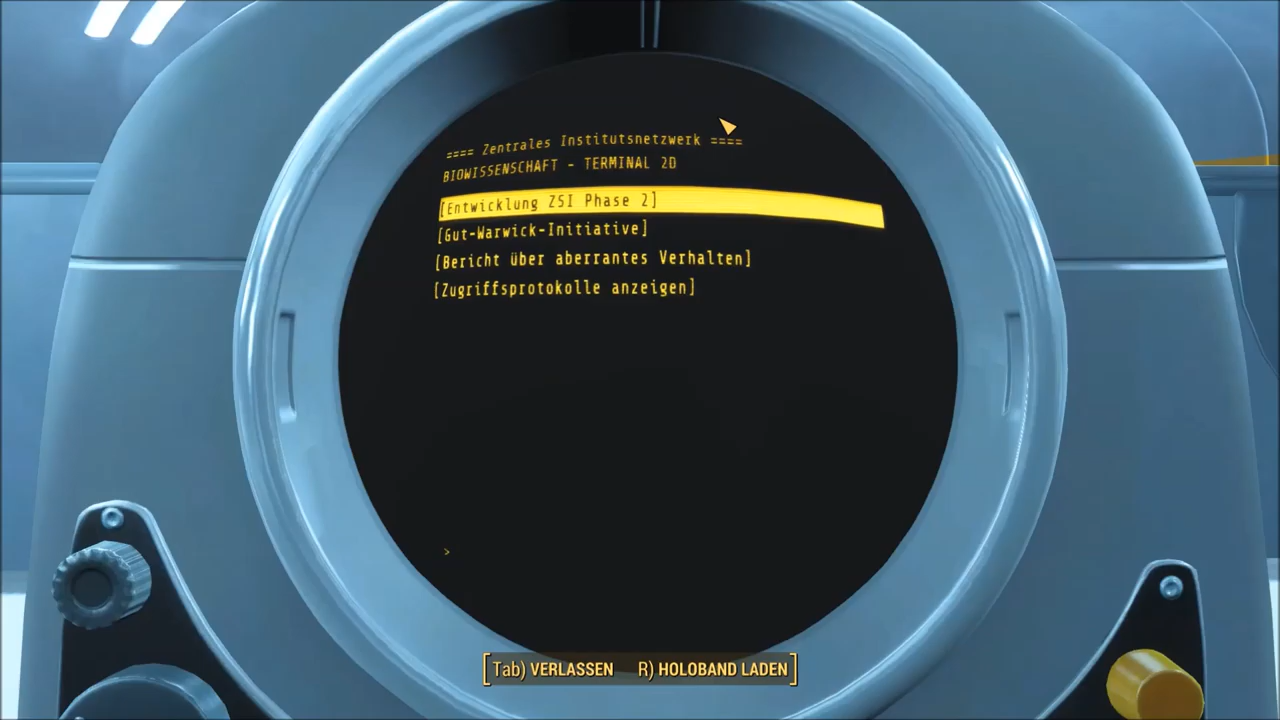 ==== Zentrales Institutsnetzwerk ====
BIOWISSENSCHAFT - TERMINAL 2D
[Entwicklung ZSI Phase 2]
[Gut-Warwick-Initiative]
[Bericht über aberrantes Verhalten]
[Zugriffsprotokolle anzeigen]
>
[Tab) VERLASSEN R) HOLOBAND LADEN]